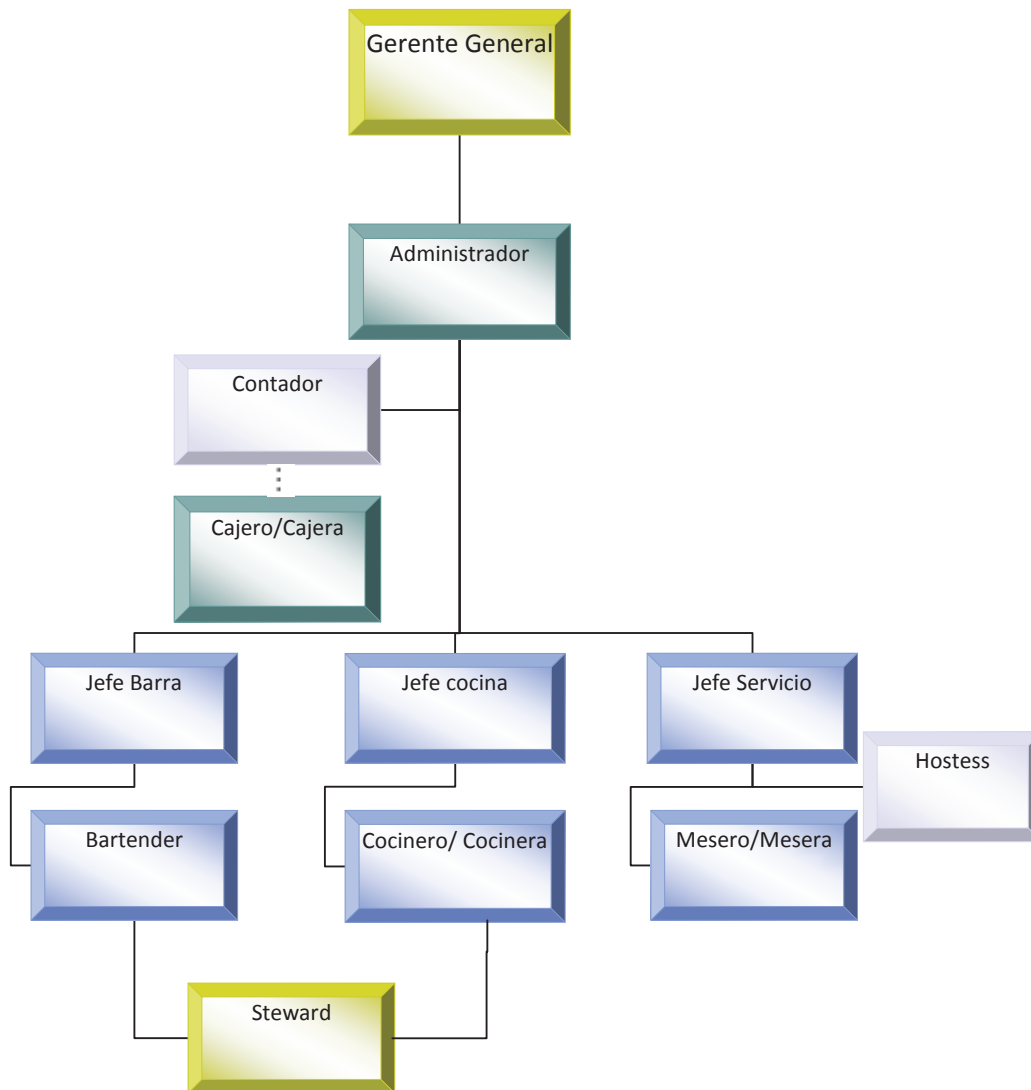 Gerente General
Administrador
Contador
Cajero/Cajera
Jefe Barra
Jefe cocina
Jefe Servicio
Hostess
Bartender
Cocinero/ Cocinera
Mesero/Mesera
Steward